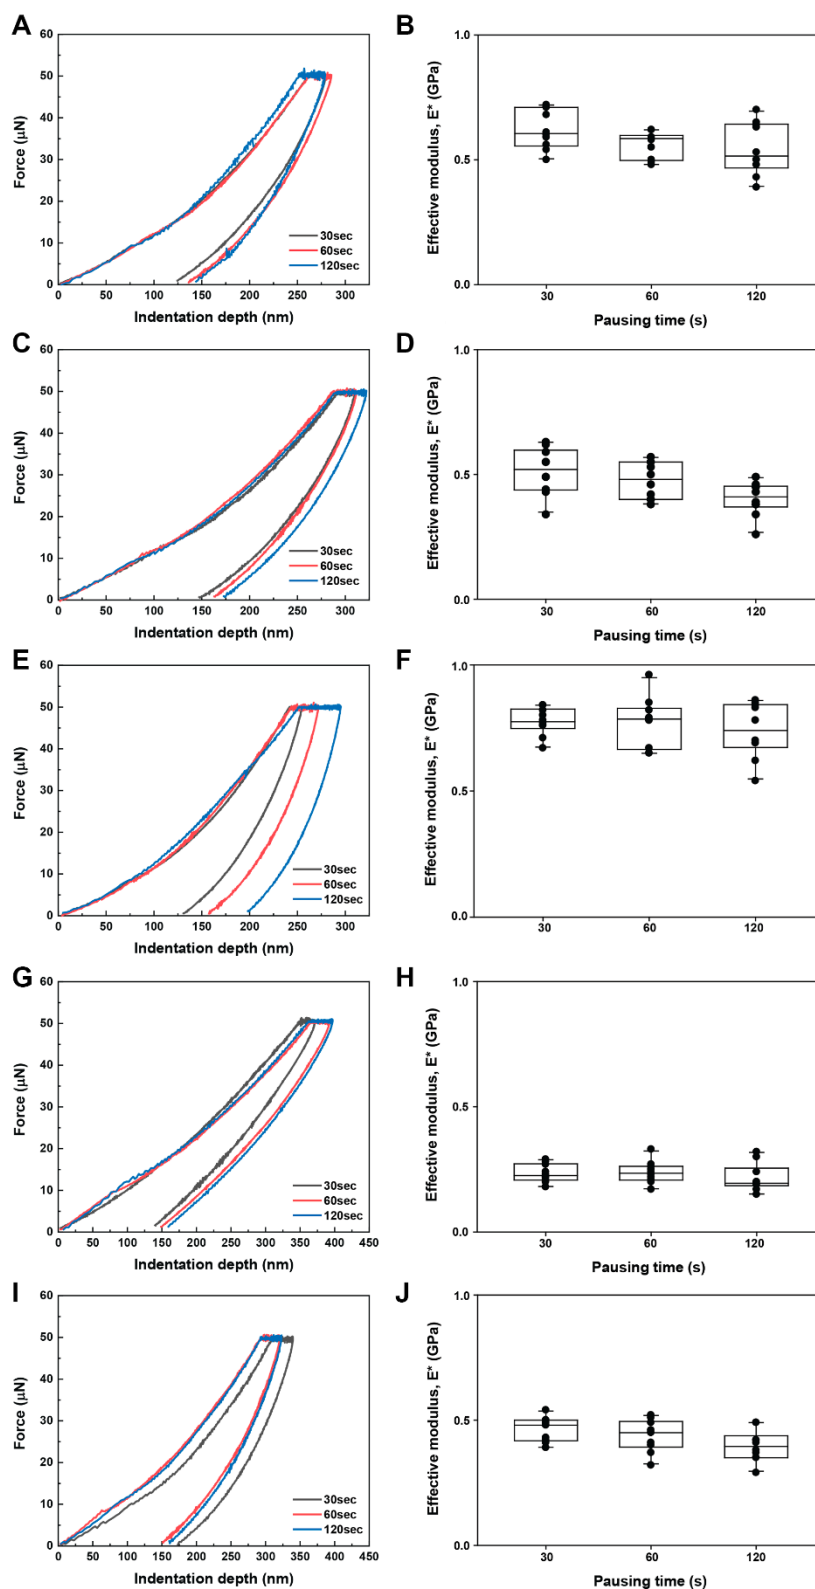 A
Force (µN)
60
50
40
30
20
10
0
30sec
60sec
120sec
0 50 100 150 200 250 300
Indentation depth (nm)
B
Effective modulus, E* (GPa)
1.0
0.5
0.0
30 60 120
Pausing time (s)
C
Force (µN)
60
50
40
30
20
10
0
30sec
60sec
120sec
0 50 100 150 200 250 300
Indentation depth (nm)
D
Effective modulus, E* (GPa)
1.0
0.5
0.0
30 60 120
Pausing time (s)
E
Force (µN)
60
50
40
30
20
10
0
30sec
60sec
120sec
0 50 100 150 200 250 300
Indentation depth (nm)
F
Effective modulus, E* (GPa)
1.0
0.5
0.0
30 60 120
Pausing time (s)
G
Force (µN)
60
50
40
30
20
10
0
30sec
60sec
120sec
0 50 100 150 200 250 300 350 400 450
Indentation depth (nm)
H
Effective modulus, E* (GPa)
1.0
0.5
0.0
30 60 120
Pausing time (s)
I
Force (µN)
60
50
40
30
20
10
0
30sec
60sec
120sec
0 50 100 150 200 250 300 350 400 450
Indentation depth (nm)
J
Effective modulus, E* (GPa)
1.0
0.5
0.0
30 60 120
Pausing time (s)